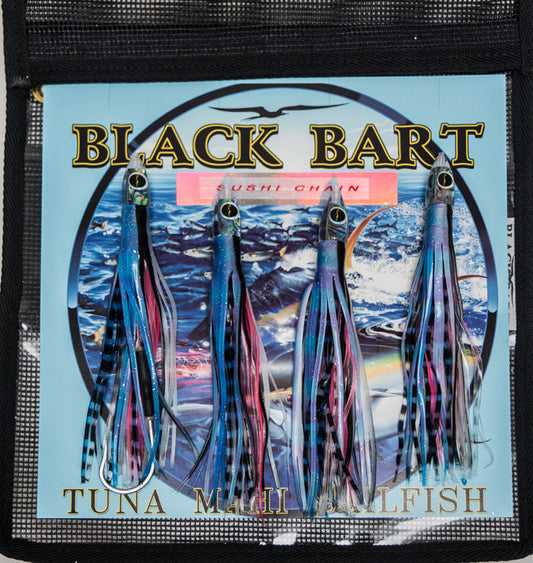 BLACK BART
SUSHI CHAIN
TUNA MAHI SAILFISH